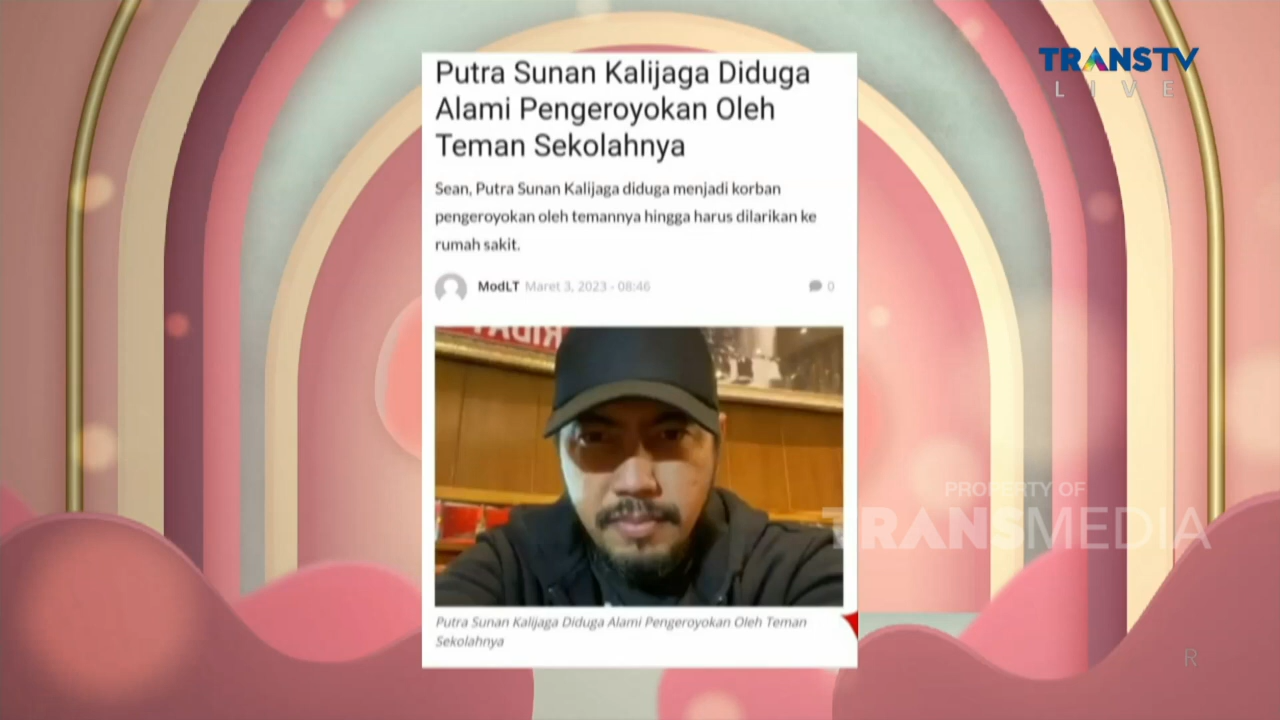 TRANSTV
LIVE
Putra Sunan Kalijaga Diduga
Alami Pengeroyokan Oleh
Teman Sekolahnya
Sean, Putra Sunan Kalijaga diduga menjadi korban
pengeroyokan oleh temannya hingga harus dilarikan ke
rumah sakit.
ModLT Maret 3, 2023 - 08:46
0
PROPERTY OF
TRANSMEDIA
Putra Sunan Kalijaga Diduga Alami Pengeroyokan Oleh Teman
Sekolahnya
R